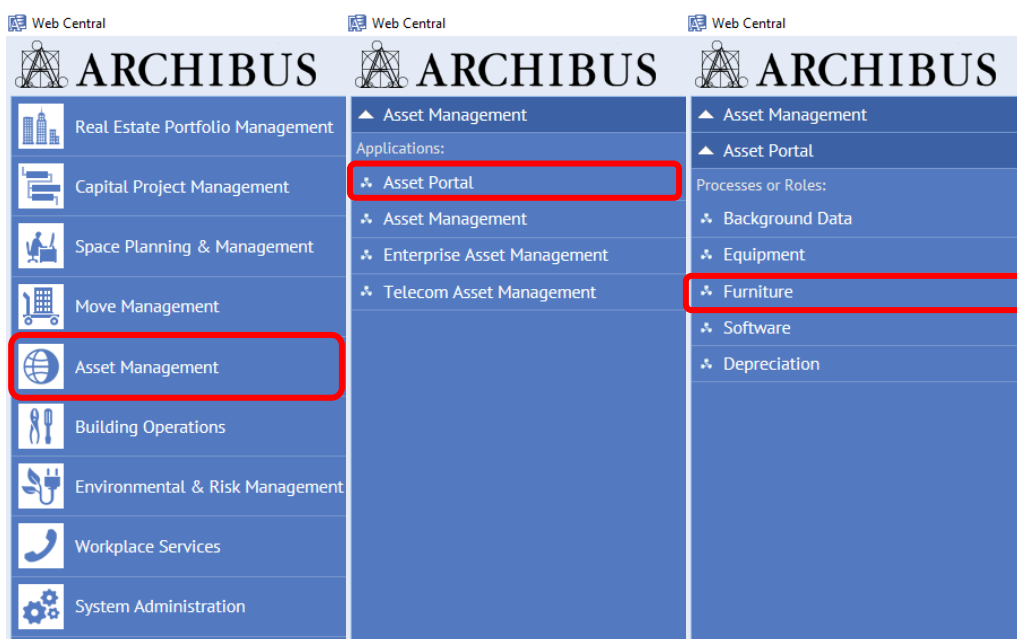 Web Central
ARCHIBUS
Real Estate Portfolio Management
Capital Project Management
Space Planning & Management
Move Management
Asset Management
Building Operations
Environmental & Risk Management
Workplace Services
System Administration
Web Central
ARCHIBUS
Asset Management
Applications:
Asset Portal
Asset Management
Enterprise Asset Management
Telecom Asset Management
Web Central
ARCHIBUS
Asset Management
Asset Portal
Processes or Roles:
Background Data
Equipment
Furniture
Software
Depreciation